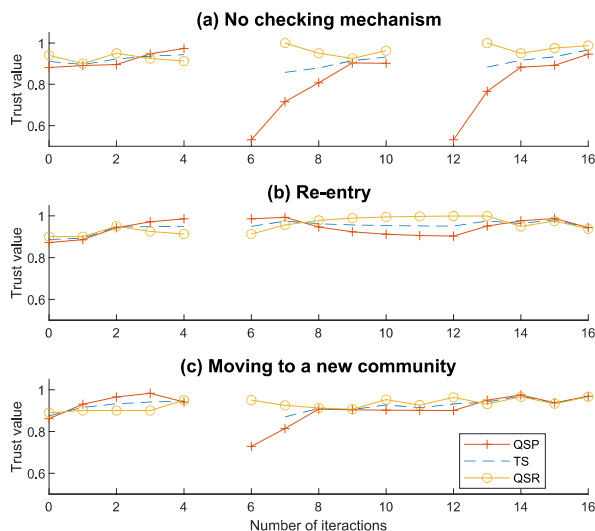 (a) No checking mechanism
1
0.8
0.6
Trust value
0 2 4 6 8 10 12 14 16
(b) Re-entry
1
0.8
0.6
Trust value
0 2 4 6 8 10 12 14 16
(c) Moving to a new community
1
0.8
0.6
Trust value
QSP
TS
QSR
0 2 4 6 8 10 12 14 16
Number of iteractions